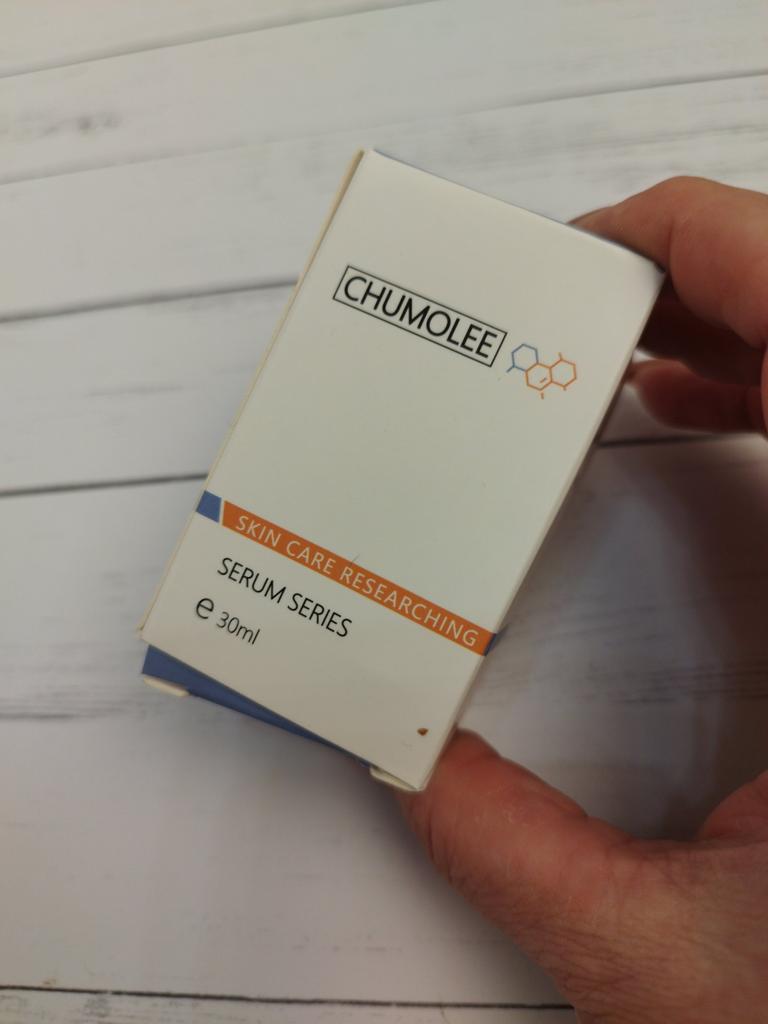 CHUMOLEE
SKIN CARE RESEARCHING
SERUM SERIES
℮ 30ml